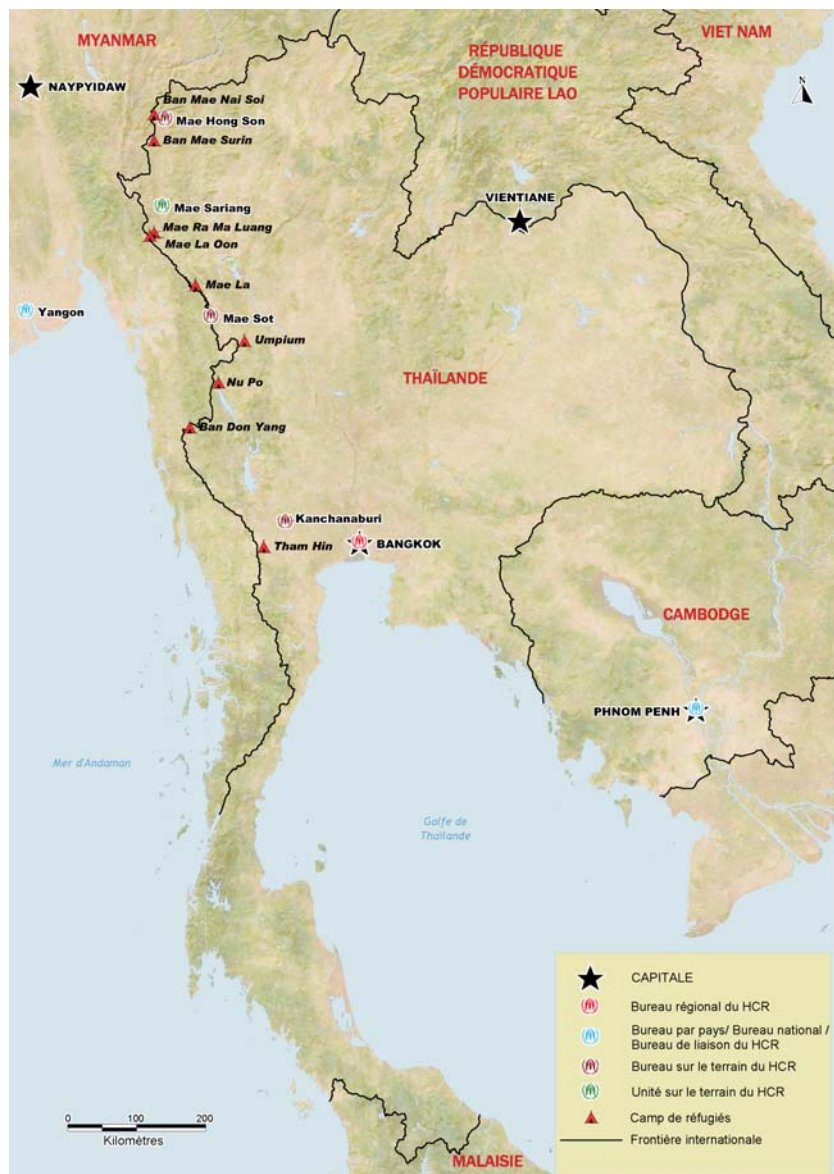 MYANMAR
VIET NAM
RÉPUBLIQUE
DÉMOCRATIQUE
POPULAIRE LAO
NAYPYIDAW
N
Ban Mae Nai Soi
Mae Hong Son
Ban Mae Surin
VIENTIANE
Mae Sariang
Mae Ra Ma Luang
Mae La Oon
Mae La
Yangon
Mae Sot
Umpium
THAÏLANDE
Nu Po
Ban Don Yang
Kanchanaburi
Tham Hin
BANGKOK
CAMBODGE
PHNOM PENH
Mer d'Andaman
Golfe de
Thaïlande
CAPITALE
Bureau régional du HCR
Bureau par pays/ Bureau national /
Bureau de liaison du HCR
Bureau sur le terrain du HCR
Unité sur le terrain du HCR
Camp de réfugiés
Frontière internationale
0 50 100 200
Kilomètres
MALAISIE